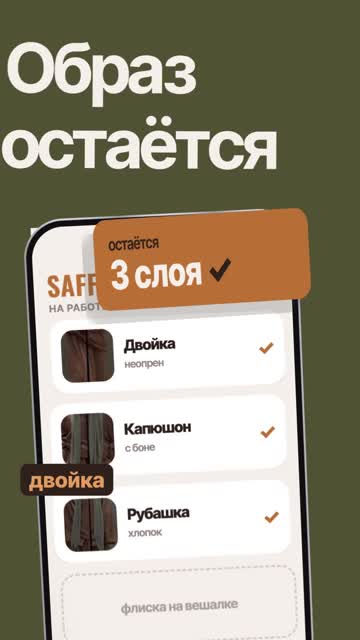 Образ
остаётся
остаётся
3 слоя
SAFF
НА РАБОТ
Двойка
неопрен
Капюшон
с боне
двойка
Рубашка
хлопок
флиска на вешалке